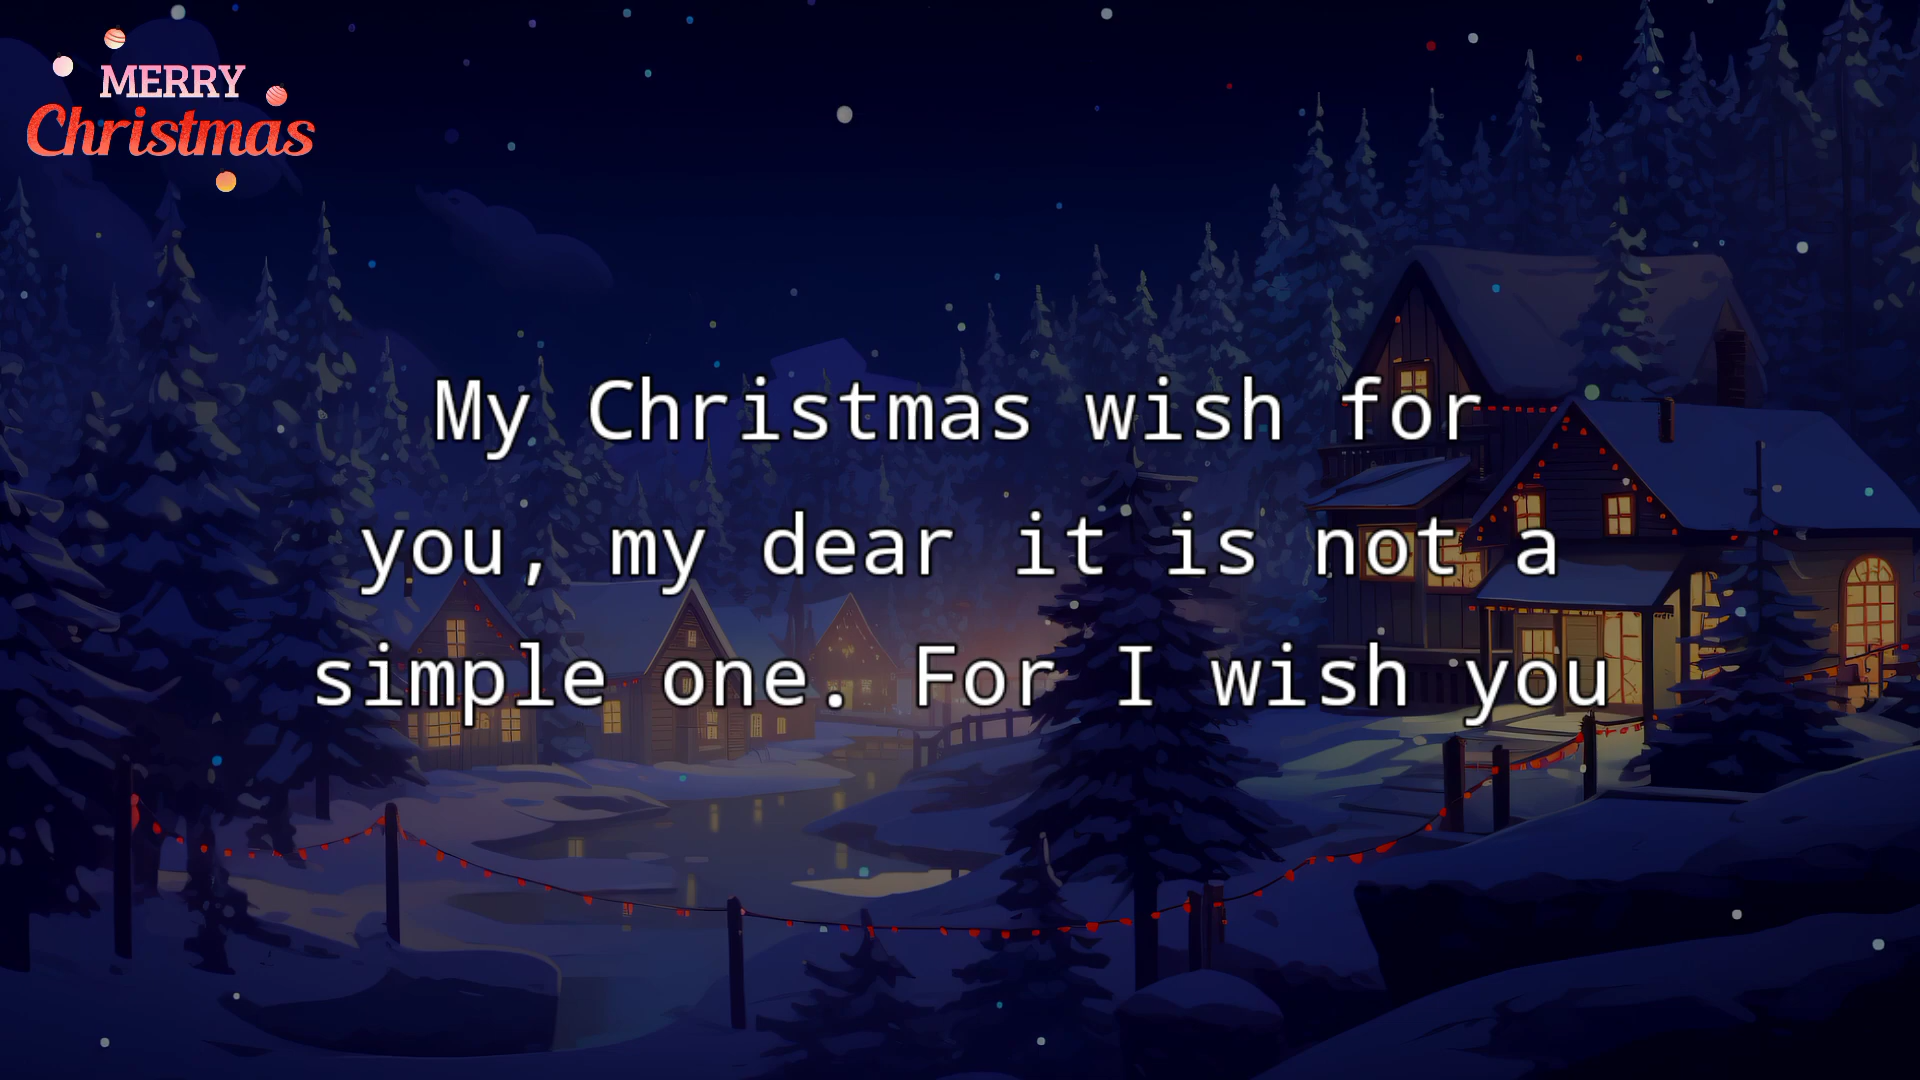 MERRY
Christmas
My Christmas wish for
you, my dear it is not a
simple one. For I wish you